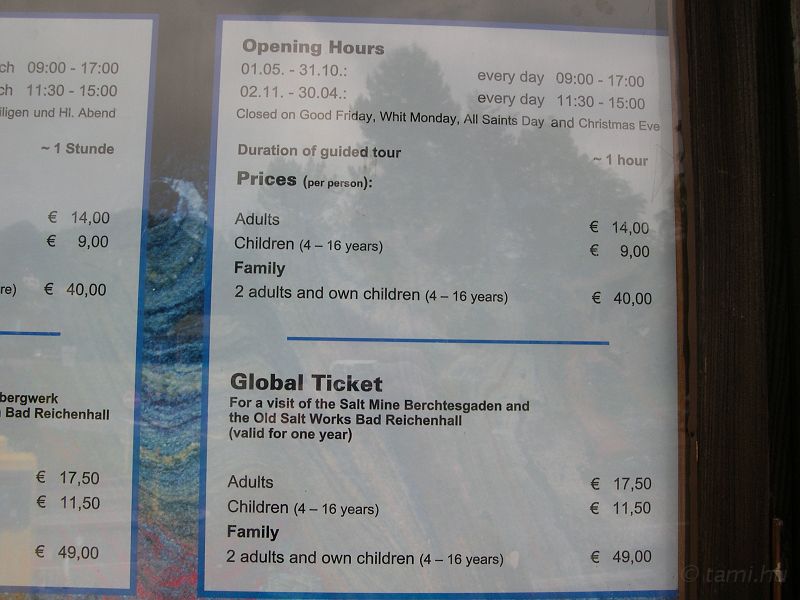 ch 09:00 - 17:00
ch 11:30 - 15:00
iligen und Hl. Abend
~ 1 Stunde
€ 14,00
€ 9,00
re) € 40,00
bergwerk
Bad Reichenhall
€ 17,50
€ 11,50
€ 49,00
Opening Hours
01.05. - 31.10.: every day 09:00 - 17:00
02.11. - 30.04.: every day 11:30 - 15:00
Closed on Good Friday, Whit Monday, All Saints Day and Christmas Eve
Duration of guided tour ~ 1 hour
Prices (per person):
Adults € 14,00
Children (4 – 16 years) € 9,00
Family
2 adults and own children (4 – 16 years) € 40,00
Global Ticket
For a visit of the Salt Mine Berchtesgaden and
the Old Salt Works Bad Reichenhall
(valid for one year)
Adults € 17,50
Children (4 – 16 years) € 11,50
Family
2 adults and own children (4 – 16 years) € 49,00
© tami.hu